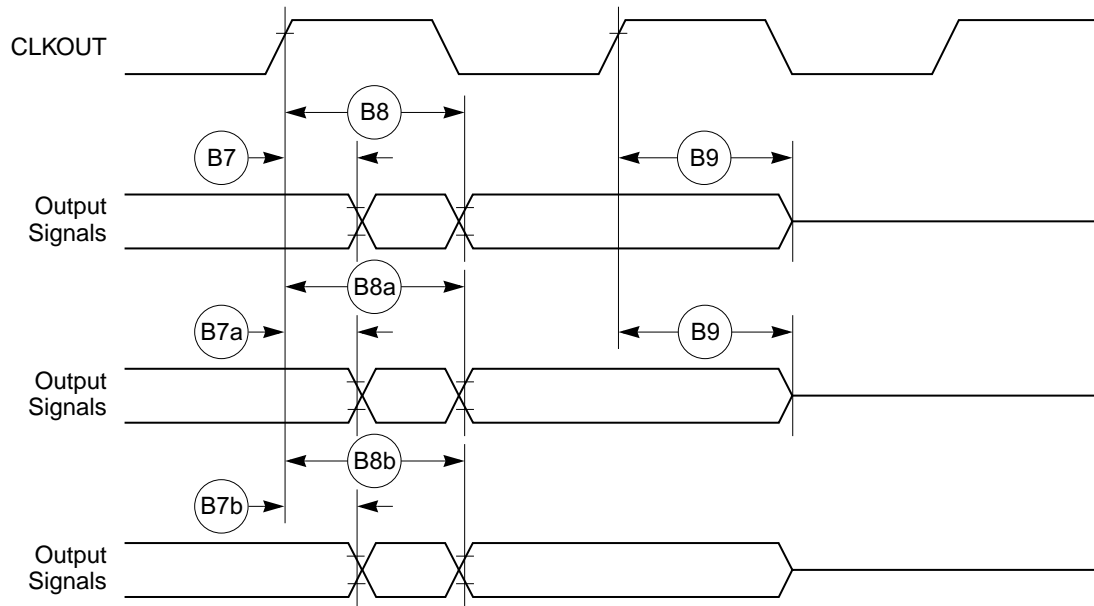 CLKOUT
B8
B7
B9
Output
Signals
B8a
B7a
B9
Output
Signals
B8b
B7b
Output
Signals